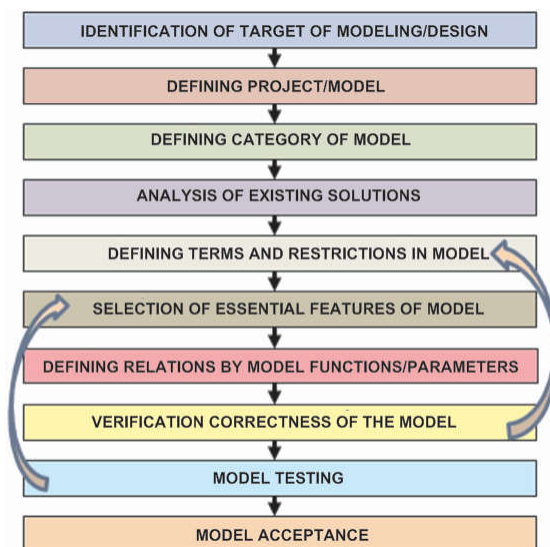 IDENTIFICATION OF TARGET OF MODELING/DESIGN
DEFINING PROJECT/MODEL
DEFINING CATEGORY OF MODEL
ANALYSIS OF EXISTING SOLUTIONS
DEFINING TERMS AND RESTRICTIONS IN MODEL
SELECTION OF ESSENTIAL FEATURES OF MODEL
DEFINING RELATIONS BY MODEL FUNCTIONS/PARAMETERS
VERIFICATION CORRECTNESS OF THE MODEL
MODEL TESTING
MODEL ACCEPTANCE